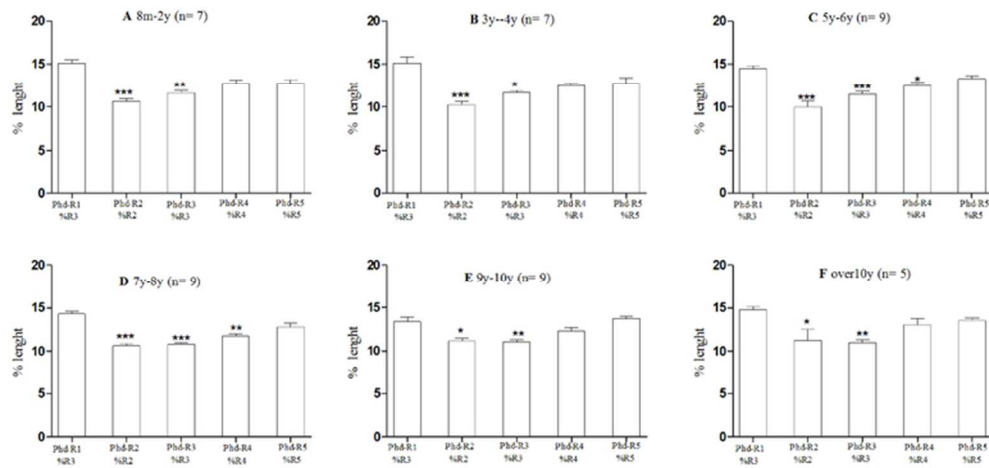 A 8m-2y (n= 7)
20
15
10
5
0
% lenght
***
**
Phd-R1 Phd-R2 Phd-R3 Phd-R4 Phd-R5
%R3 %R2 %R3 %R4 %R5
B 3y--4y (n= 7)
20
15
10
5
0
% lenght
***
*
Phd-R1 Phd-R2 Phd-R3 Phd-R4 Phd-R5
%R3 %R2 %R3 %R4 %R5
C 5y-6y (n= 9)
20
15
10
5
0
% lenght
***
***
*
Phd-R1 Phd-R2 Phd-R3 Phd-R4 Phd-R5
%R3 %R2 %R3 %R4 %R5
D 7y-8y (n= 9)
20
15
10
5
0
% lenght
***
***
**
Phd-R1 Phd-R2 Phd-R3 Phd-R4 Phd-R5
%R3 %R2 %R3 %R4 %R5
E 9y-10y (n= 9)
20
15
10
5
0
% lenght
*
**
Phd-R1 Phd-R2 Phd-R3 Phd-R4 Phd-R5
%R3 %R2 %R3 %R4 %R5
F over10y (n= 5)
20
15
10
5
0
% lenght
*
**
Phd-R1 Phd-R2 Phd-R3 Phd-R4 Phd-R5
%R3 %R2 %R3 %R4 %R5